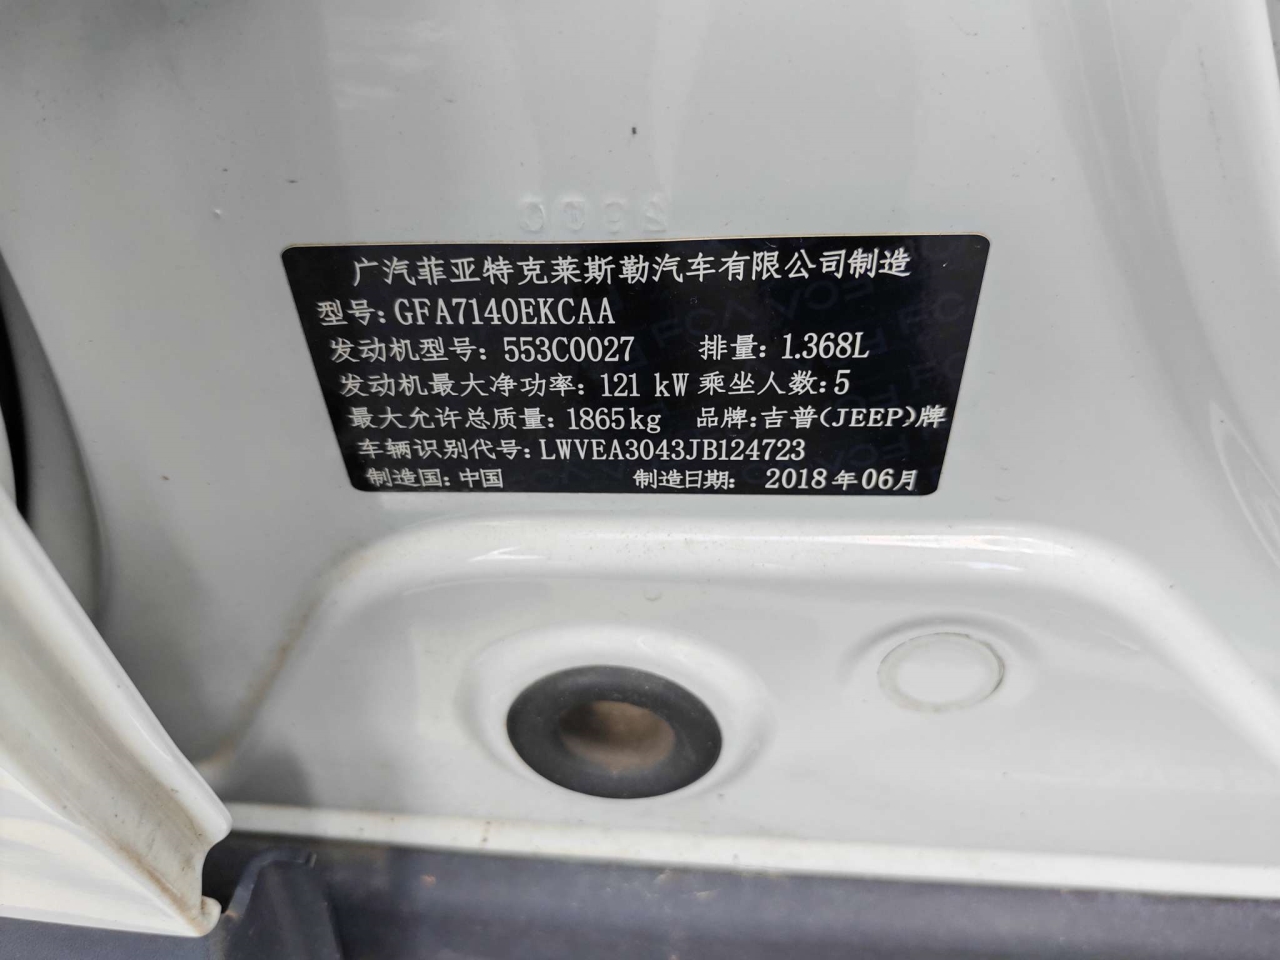 广汽菲亚特克莱斯勒汽车有限公司制造
型号: GFA7140EKCAA
发动机型号: 553C0027 排量: 1.368L
发动机最大净功率: 121 kW 乘坐人数: 5
最大允许总质量: 1865kg 品牌: 吉普(JEEP)牌
车辆识别代号: LWVEA3043JB124723
制造国: 中国 制造日期: 2018年06月